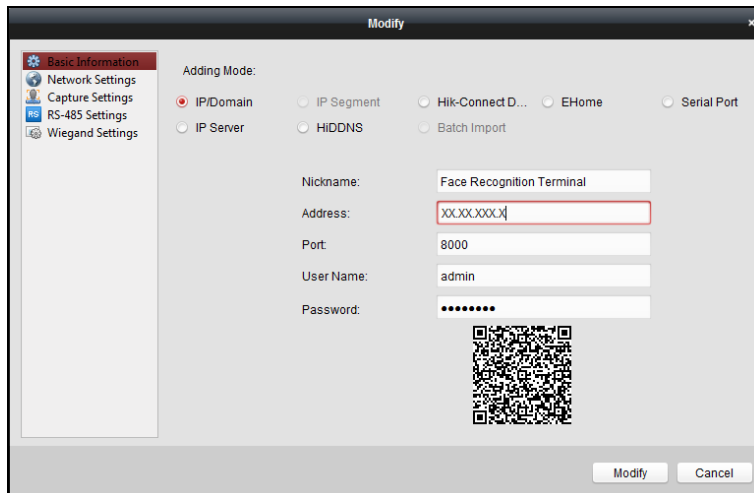 Modify
x
Basic Information
Network Settings
Capture Settings
RS RS-485 Settings
Wiegand Settings
Adding Mode:
IP/Domain IP Segment Hik-Connect D... EHome Serial Port
IP Server HiDDNS Batch Import
Nickname: Face Recognition Terminal
Address: XX.XX.XXX.X
Port: 8000
User Name: admin
Password: ●●●●●●●●
Modify Cancel